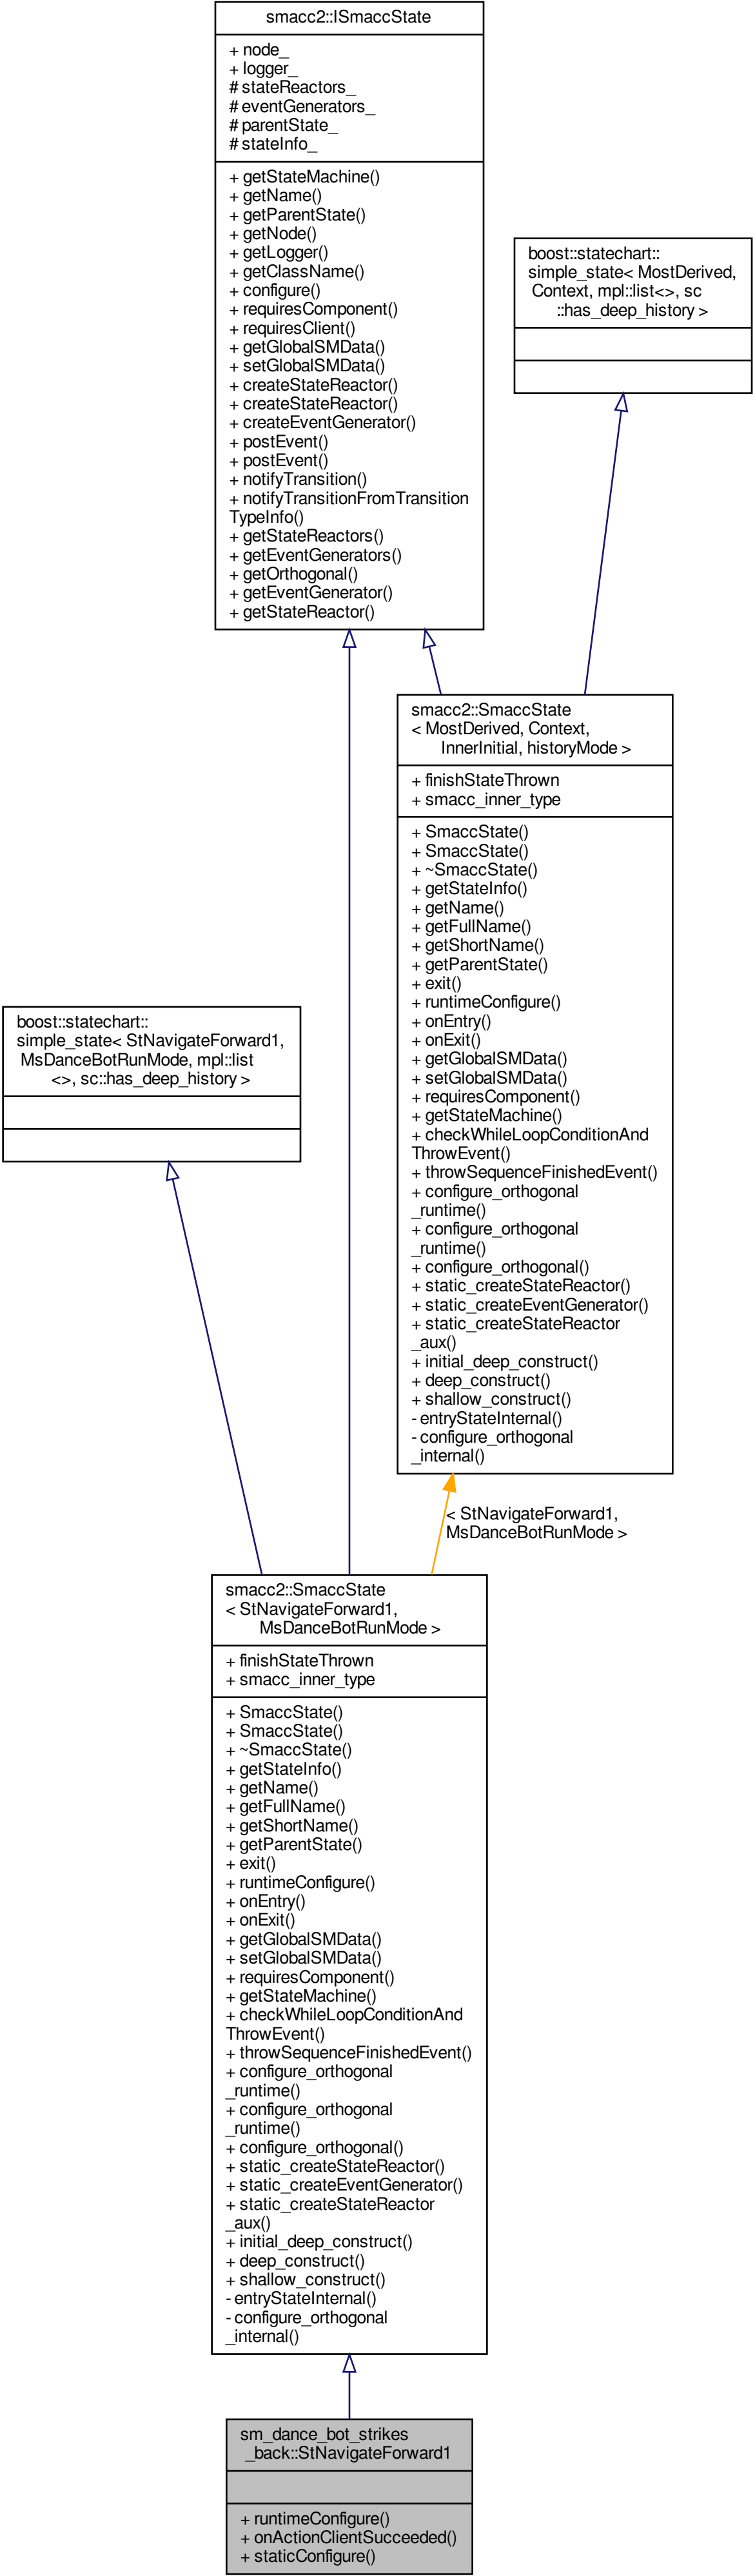 smacc2::ISmaccState
+ node_
+ logger_
# stateReactors_
# eventGenerators_
# parentState_
# stateInfo_
+ getStateMachine()
+ getName()
+ getParentState()
+ getNode()
+ getLogger()
+ getClassName()
+ configure()
+ requiresComponent()
+ requiresClient()
+ getGlobalSMData()
+ setGlobalSMData()
+ createStateReactor()
+ createStateReactor()
+ createEventGenerator()
+ postEvent()
+ postEvent()
+ notifyTransition()
+ notifyTransitionFromTransition
TypeInfo()
+ getStateReactors()
+ getEventGenerators()
+ getOrthogonal()
+ getEventGenerator()
+ getStateReactor()
boost::statechart::
simple_state< MostDerived,
Context, mpl::list<>, sc
::has_deep_history >
smacc2::SmaccState
< MostDerived, Context,
InnerInitial, historyMode >
+ finishStateThrown
+ smacc_inner_type
+ SmaccState()
+ SmaccState()
+ ~SmaccState()
+ getStateInfo()
+ getName()
+ getFullName()
+ getShortName()
+ getParentState()
+ exit()
+ runtimeConfigure()
+ onEntry()
+ onExit()
+ getGlobalSMData()
+ setGlobalSMData()
+ requiresComponent()
+ getStateMachine()
+ checkWhileLoopConditionAnd
ThrowEvent()
+ throwSequenceFinishedEvent()
+ configure_orthogonal
_runtime()
+ configure_orthogonal
_runtime()
+ configure_orthogonal()
+ static_createStateReactor()
+ static_createEventGenerator()
+ static_createStateReactor
_aux()
+ initial_deep_construct()
+ deep_construct()
+ shallow_construct()
- entryStateInternal()
- configure_orthogonal
_internal()
boost::statechart::
simple_state< StNavigateForward1,
MsDanceBotRunMode, mpl::list
<>, sc::has_deep_history >
< StNavigateForward1,
MsDanceBotRunMode >
smacc2::SmaccState
< StNavigateForward1,
MsDanceBotRunMode >
+ finishStateThrown
+ smacc_inner_type
+ SmaccState()
+ SmaccState()
+ ~SmaccState()
+ getStateInfo()
+ getName()
+ getFullName()
+ getShortName()
+ getParentState()
+ exit()
+ runtimeConfigure()
+ onEntry()
+ onExit()
+ getGlobalSMData()
+ setGlobalSMData()
+ requiresComponent()
+ getStateMachine()
+ checkWhileLoopConditionAnd
ThrowEvent()
+ throwSequenceFinishedEvent()
+ configure_orthogonal
_runtime()
+ configure_orthogonal
_runtime()
+ configure_orthogonal()
+ static_createStateReactor()
+ static_createEventGenerator()
+ static_createStateReactor
_aux()
+ initial_deep_construct()
+ deep_construct()
+ shallow_construct()
- entryStateInternal()
- configure_orthogonal
_internal()
sm_dance_bot_strikes
_back::StNavigateForward1
+ runtimeConfigure()
+ onActionClientSucceeded()
+ staticConfigure()